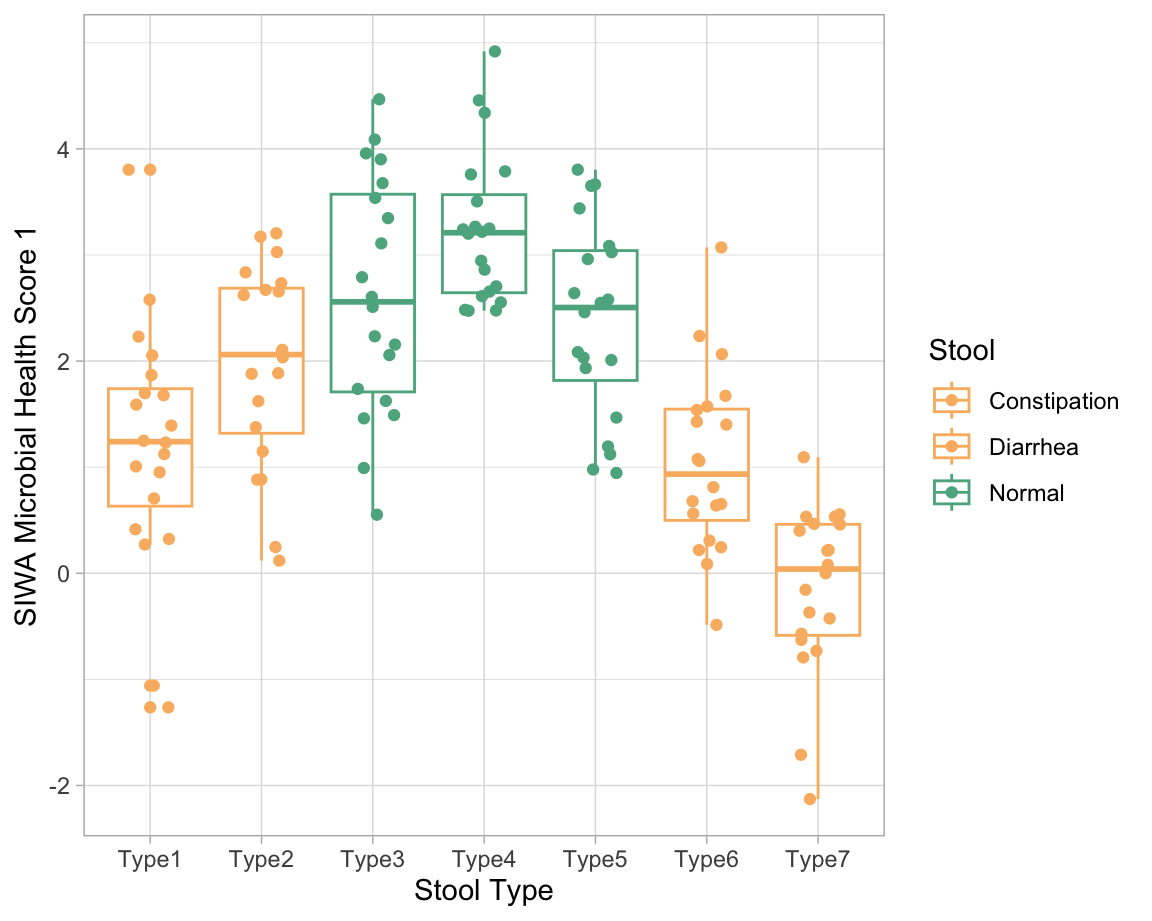 SIWA Microbial Health Score 1
4
2
0
-2
Type1 Type2 Type3 Type4 Type5 Type6 Type7
Stool Type
Stool
Constipation
Diarrhea
Normal